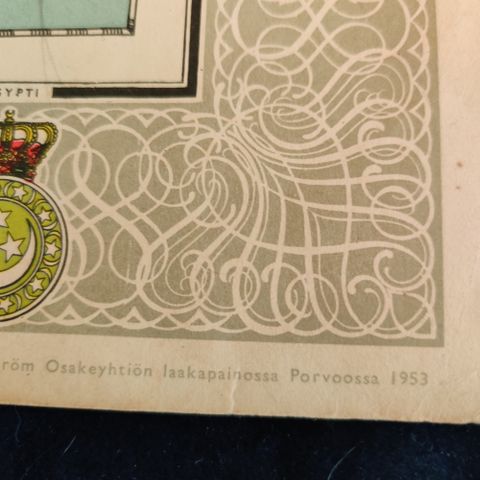 YPTI
röm Osakeyhtiön laakapainossa Porvoossa 1953